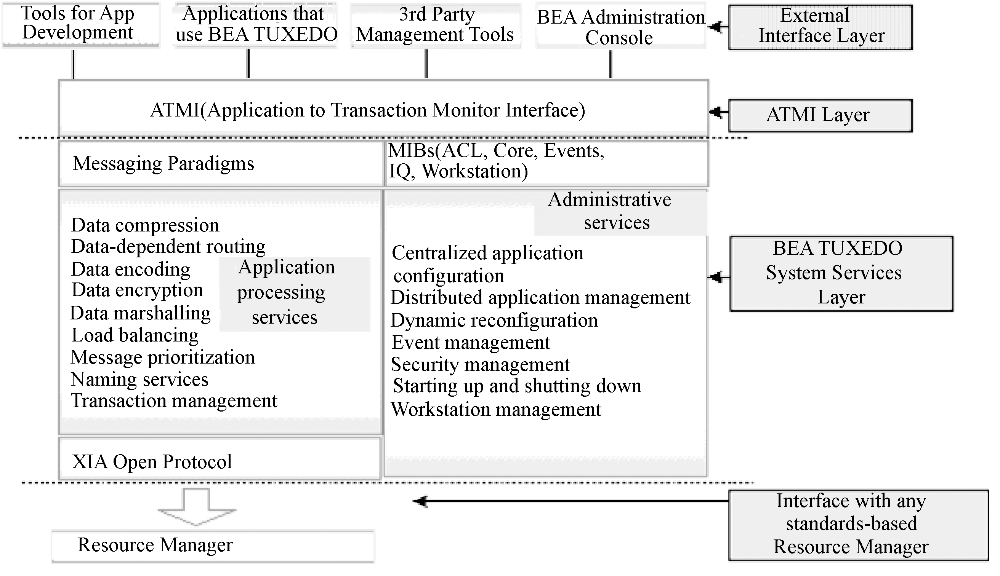 Tools for App
Development
Applications that
use BEA TUXEDO
3rd Party
Management Tools
BEA Administration
Console
External
Interface Layer
ATMI(Application to Transaction Monitor Interface)
ATMI Layer
Messaging Paradigms
MIBs(ACL, Core, Events,
IQ, Workstation)
Data compression
Data-dependent routing
Data encoding
Data encryption
Data marshalling
Load balancing
Message prioritization
Naming services
Transaction management
Application
processing
services
Administrative
services
Centralized application
configuration
Distributed application management
Dynamic reconfiguration
Event management
Security management
Starting up and shutting down
Workstation management
BEA TUXEDO
System Services
Layer
XIA Open Protocol
Interface with any
standards-based
Resource Manager
Resource Manager